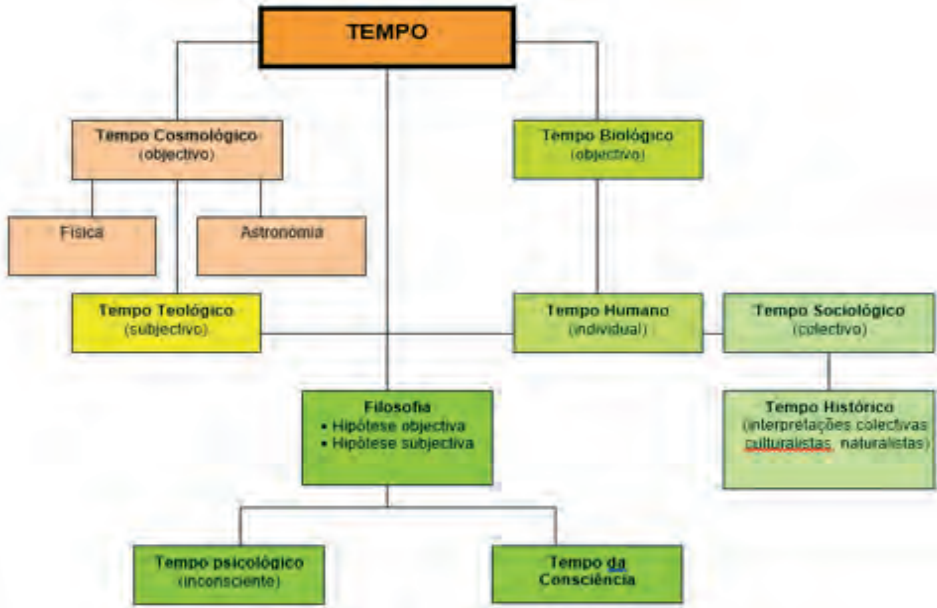 TEMPO
Tempo Cosmológico
(objectivo)
Tempo Biológico
(objectivo)
Física
Astronomia
Tempo Teológico
(subjectivo)
Tempo Humano
(individual)
Tempo Sociológico
(colectivo)
Filosofia
• Hipótese objectiva
• Hipótese subjectiva
Tempo Histórico
(interpretações colectivas
culturalistas, naturalistas)
Tempo psicológico
(inconsciente)
Tempo da
Consciência